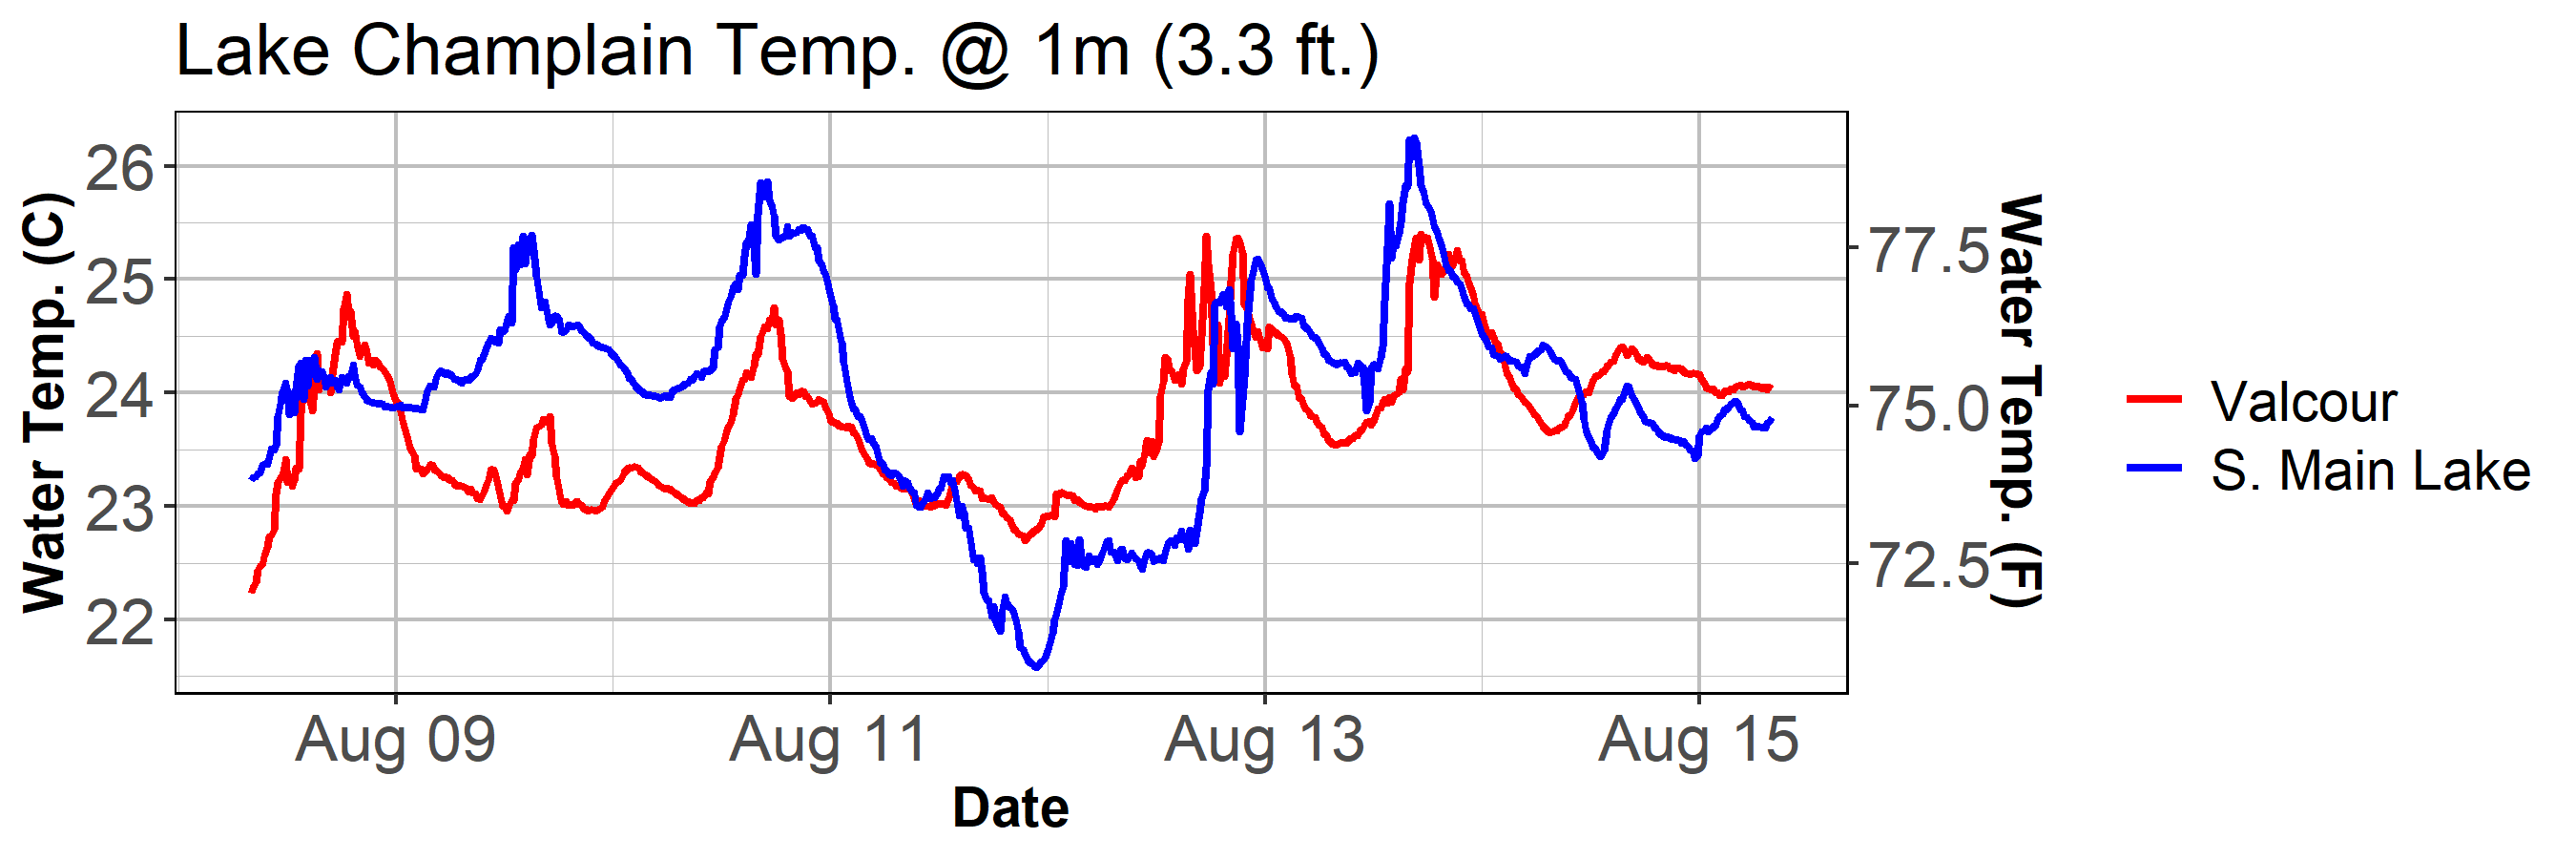 Lake Champlain Temp. @ 1m (3.3 ft.)
Water Temp. (C)
26
25
24
23
22
77.5
75.0
72.5
Water Temp. (F)
Aug 09
Aug 11
Aug 13
Aug 15
Date
Valcour
S. Main Lake